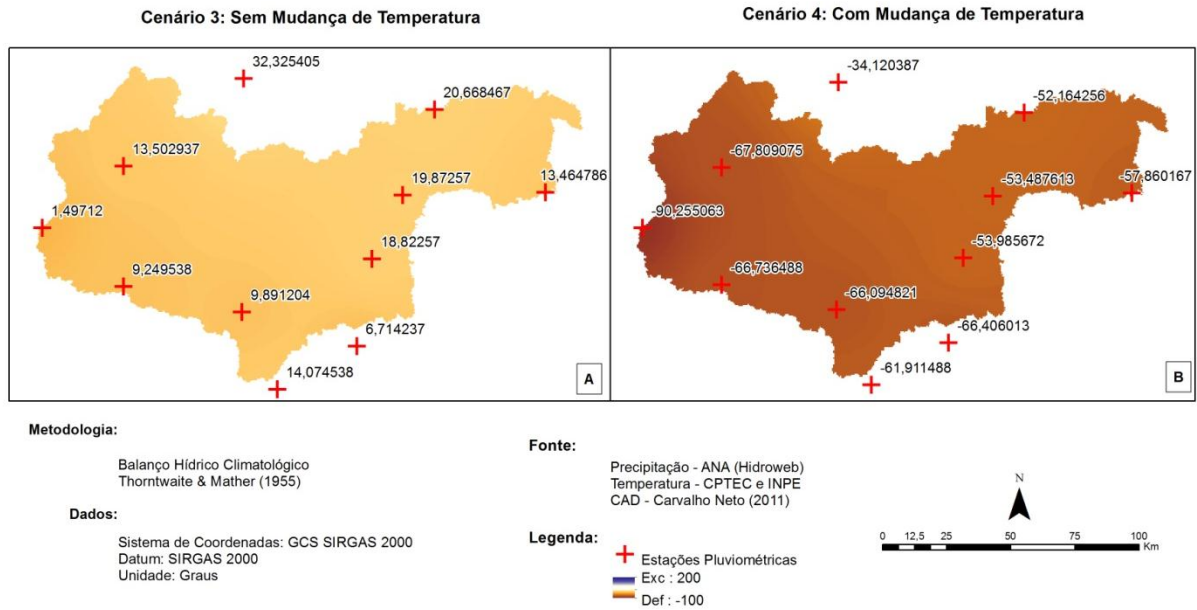 Cenário 3: Sem Mudança de Temperatura
32,325405
20,668467
13,502937
19,87257
13,464786
1,49712
18,82257
9,249538
9,891204
6,714237
14,074538
A
Cenário 4: Com Mudança de Temperatura
-34,120387
-52,164256
-67,809075
-53,487613
-57,860167
-90,255063
-53,985672
-66,736488
-66,094821
-66,406013
-61,911488
B
Metodologia:
Balanço Hídrico Climatológico
Thorntwaite & Mather (1955)
Dados:
Sistema de Coordenadas: GCS SIRGAS 2000
Datum: SIRGAS 2000
Unidade: Graus
Fonte:
Precipitação - ANA (Hidroweb)
Temperatura - CPTEC e INPE
CAD - Carvalho Neto (2011)
Legenda:
Estações Pluviométricas
Exc : 200
Def : -100
N
0 12,5 25 50 75 100
Km